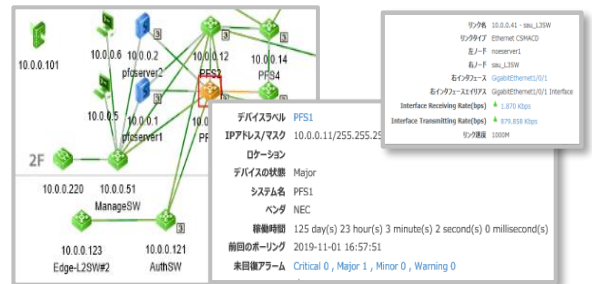 10.0.0.101
10.0.0.6
10.0.0.2
pfcserver2
10.0.0.12
PFS2
10.0.0.14
PFS4
10.0.0.5
10.0.0.1
pfcserver1
2F
10.0.0.220
10.0.0.51
ManageSW
10.0.0.123
Edge-L2SW#2
10.0.0.121
AuthSW
デバイスラベル PFS1
IPアドレス/マスク 10.0.0.11/255.255.25
ロケーション
デバイスの状態 Major
システム名 PFS1
ベンダ NEC
稼働時間 125 day(s) 23 hour(s) 3 minute(s) 2 second(s) 0 millisecond(s)
前回のポーリング 2019-11-01 16:57:51
未回復アラーム Critical 0 , Major 1 , Minor 0 , Warning 0
リンク名 10.0.0.41 - sau_L3SW
リンクタイプ Ethernet CSMACD
左ノード noeserver1
右ノード sau_L3SW
右インタフェース GigabitEthernet1/0/1
右インタフェースエイリアス GigabitEthernet1/0/1 Interface
Interface Receiving Rate(bps) 1.870 Kbps
Interface Transmitting Rate(bps) 879.858 Kbps
リンク速度 1000M